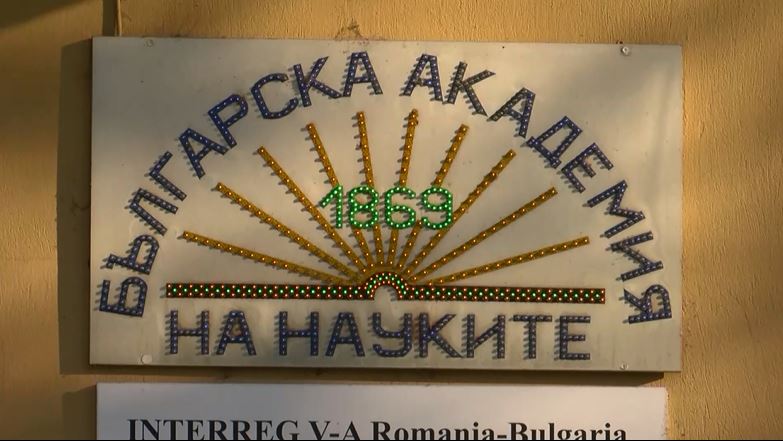 БЪЛГАРСКА АКАДЕМИЯ
1869
НА НАУКИТЕ
INTERREG V-A Romania-Bulgaria